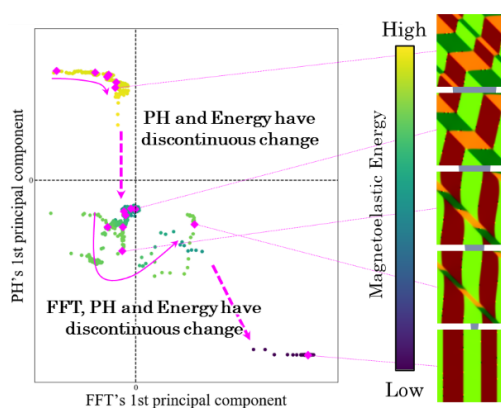 High
PH and Energy have
discontinuous change
0
PH's 1st principal component
Magnetoelastic Energy
FFT, PH and Energy have
discontinuous change
Low
0
FFT's 1st principal component